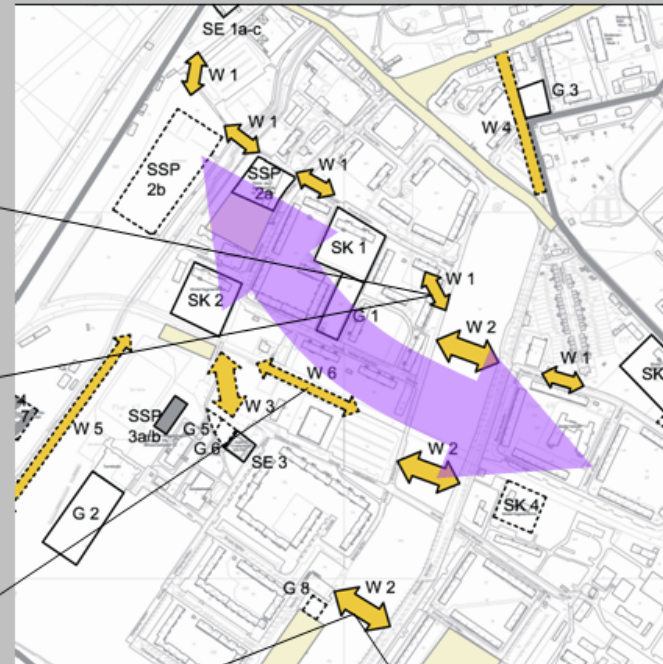 SE 1a-c
W 1
G 3
W 1
W 4
SSP
2b
SSP
2a
W 1
SK 1
W 1
SK 2
G 1
W 2
W 1
SK
W 6
W 3
W 5
SSP
3a/b
G 5
G 6
SE 3
W 2
G 2
SK 4
G 8
W 2